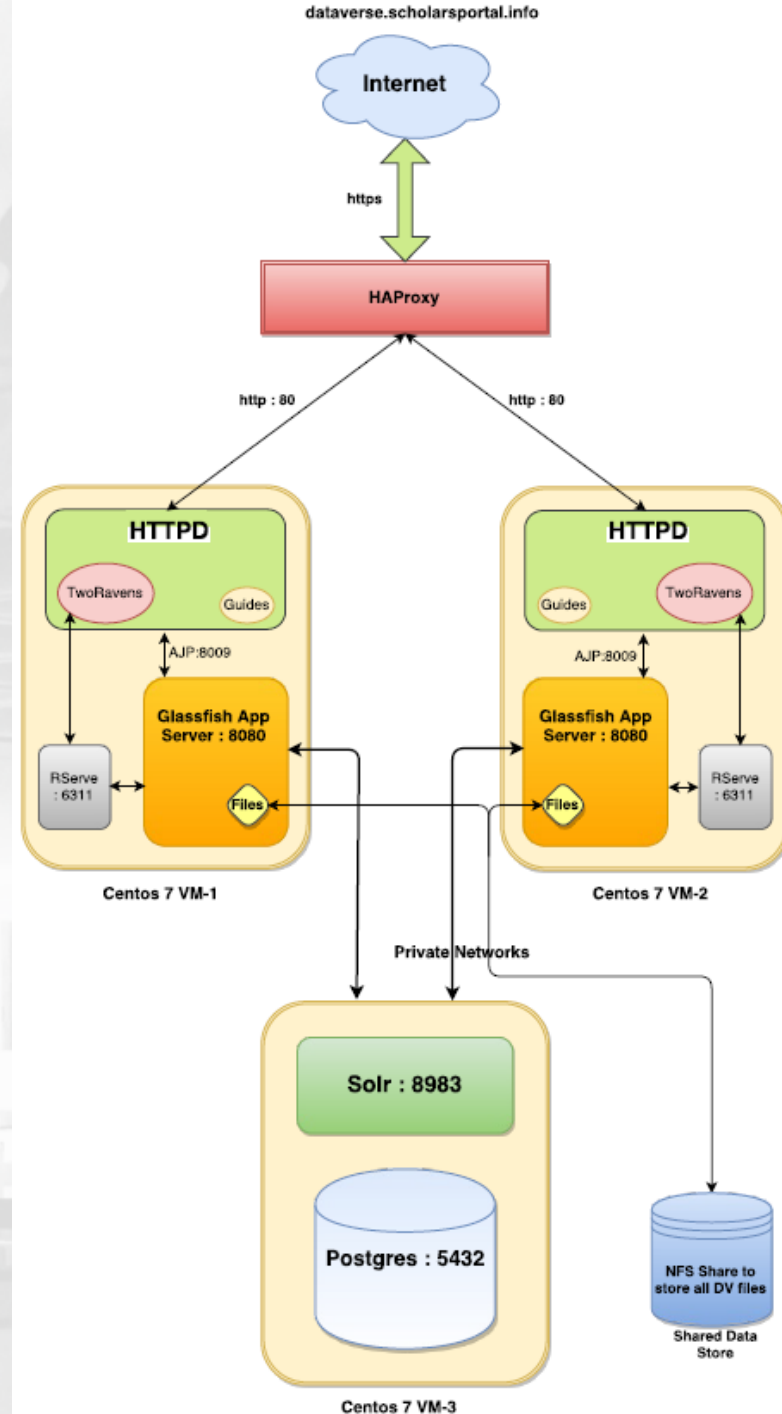 dataverse.scholarsportal.info
Internet
https
HAProxy
http : 80
http : 80
HTTPD
TwoRavens
Guides
AJP:8009
Glassfish App
Server : 8080
RServe
: 6311
Files
Centos 7 VM-1
HTTPD
Guides
TwoRavens
AJP:8009
Glassfish App
Server : 8080
RServe
: 6311
Files
Centos 7 VM-2
Private Networks
Solr : 8983
Postgres : 5432
Centos 7 VM-3
NFS Share to
store all DV files
Shared Data
Store